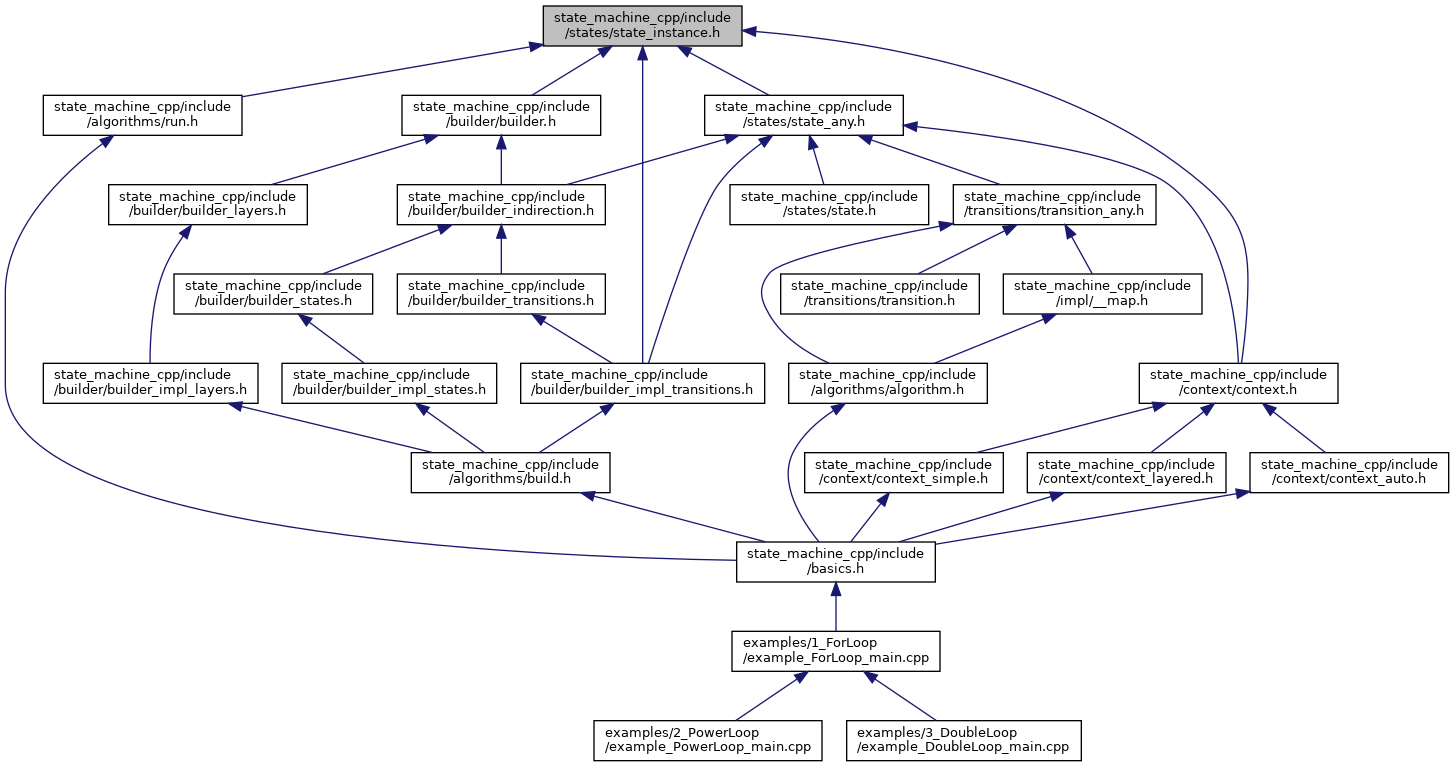 state_machine_cpp/include
/states/state_instance.h
state_machine_cpp/include
/algorithms/run.h
state_machine_cpp/include
/builder/builder.h
state_machine_cpp/include
/states/state_any.h
state_machine_cpp/include
/builder/builder_layers.h
state_machine_cpp/include
/builder/builder_indirection.h
state_machine_cpp/include
/states/state.h
state_machine_cpp/include
/transitions/transition_any.h
state_machine_cpp/include
/builder/builder_states.h
state_machine_cpp/include
/builder/builder_transitions.h
state_machine_cpp/include
/transitions/transition.h
state_machine_cpp/include
/impl/__map.h
state_machine_cpp/include
/builder/builder_impl_layers.h
state_machine_cpp/include
/builder/builder_impl_states.h
state_machine_cpp/include
/builder/builder_impl_transitions.h
state_machine_cpp/include
/algorithms/algorithm.h
state_machine_cpp/include
/context/context.h
state_machine_cpp/include
/algorithms/build.h
state_machine_cpp/include
/context/context_simple.h
state_machine_cpp/include
/context/context_layered.h
state_machine_cpp/include
/context/context_auto.h
state_machine_cpp/include
/basics.h
examples/1_ForLoop
/example_ForLoop_main.cpp
examples/2_PowerLoop
/example_PowerLoop_main.cpp
examples/3_DoubleLoop
/example_DoubleLoop_main.cpp